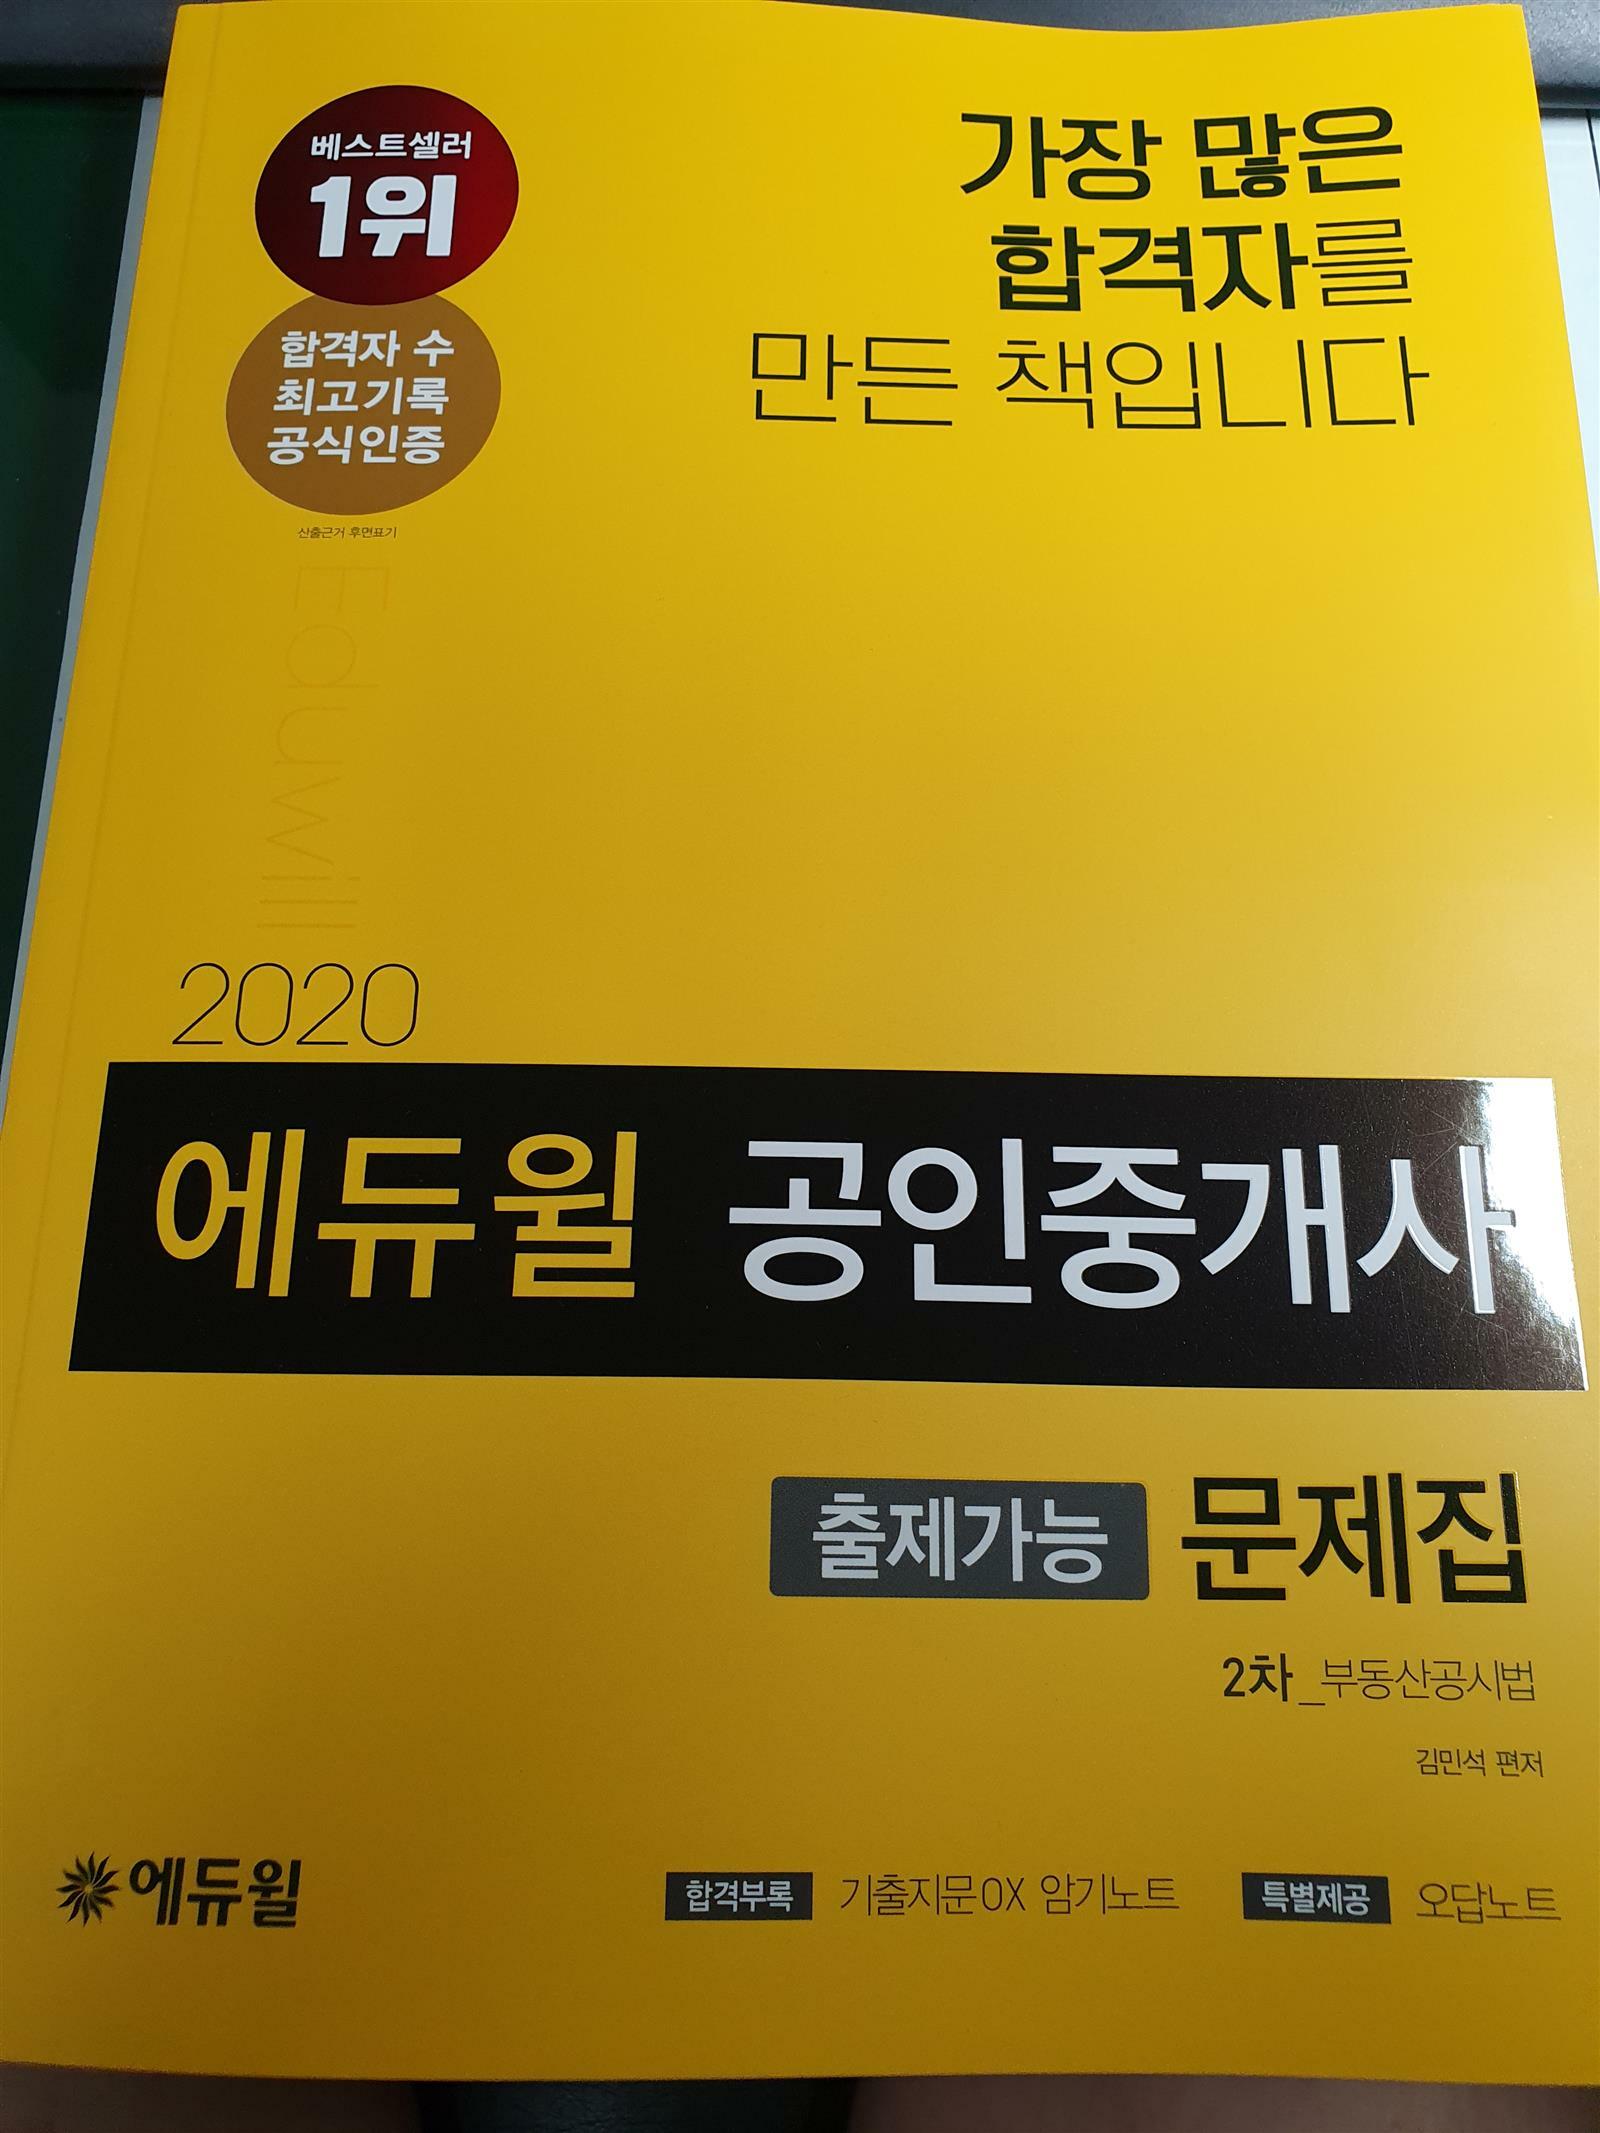 베스트셀러
1위
합격자 수
최고기록
공식인증
산출근거 후면표기
가장 많은
합격자를
만든 책입니다
Eduwill
2020
에듀윌 공인중개사
출제가능 문제집
2차_부동산공시법
김민석 편저
에듀윌
합격부록 기출지문OX 암기노트 특별제공 오답노트